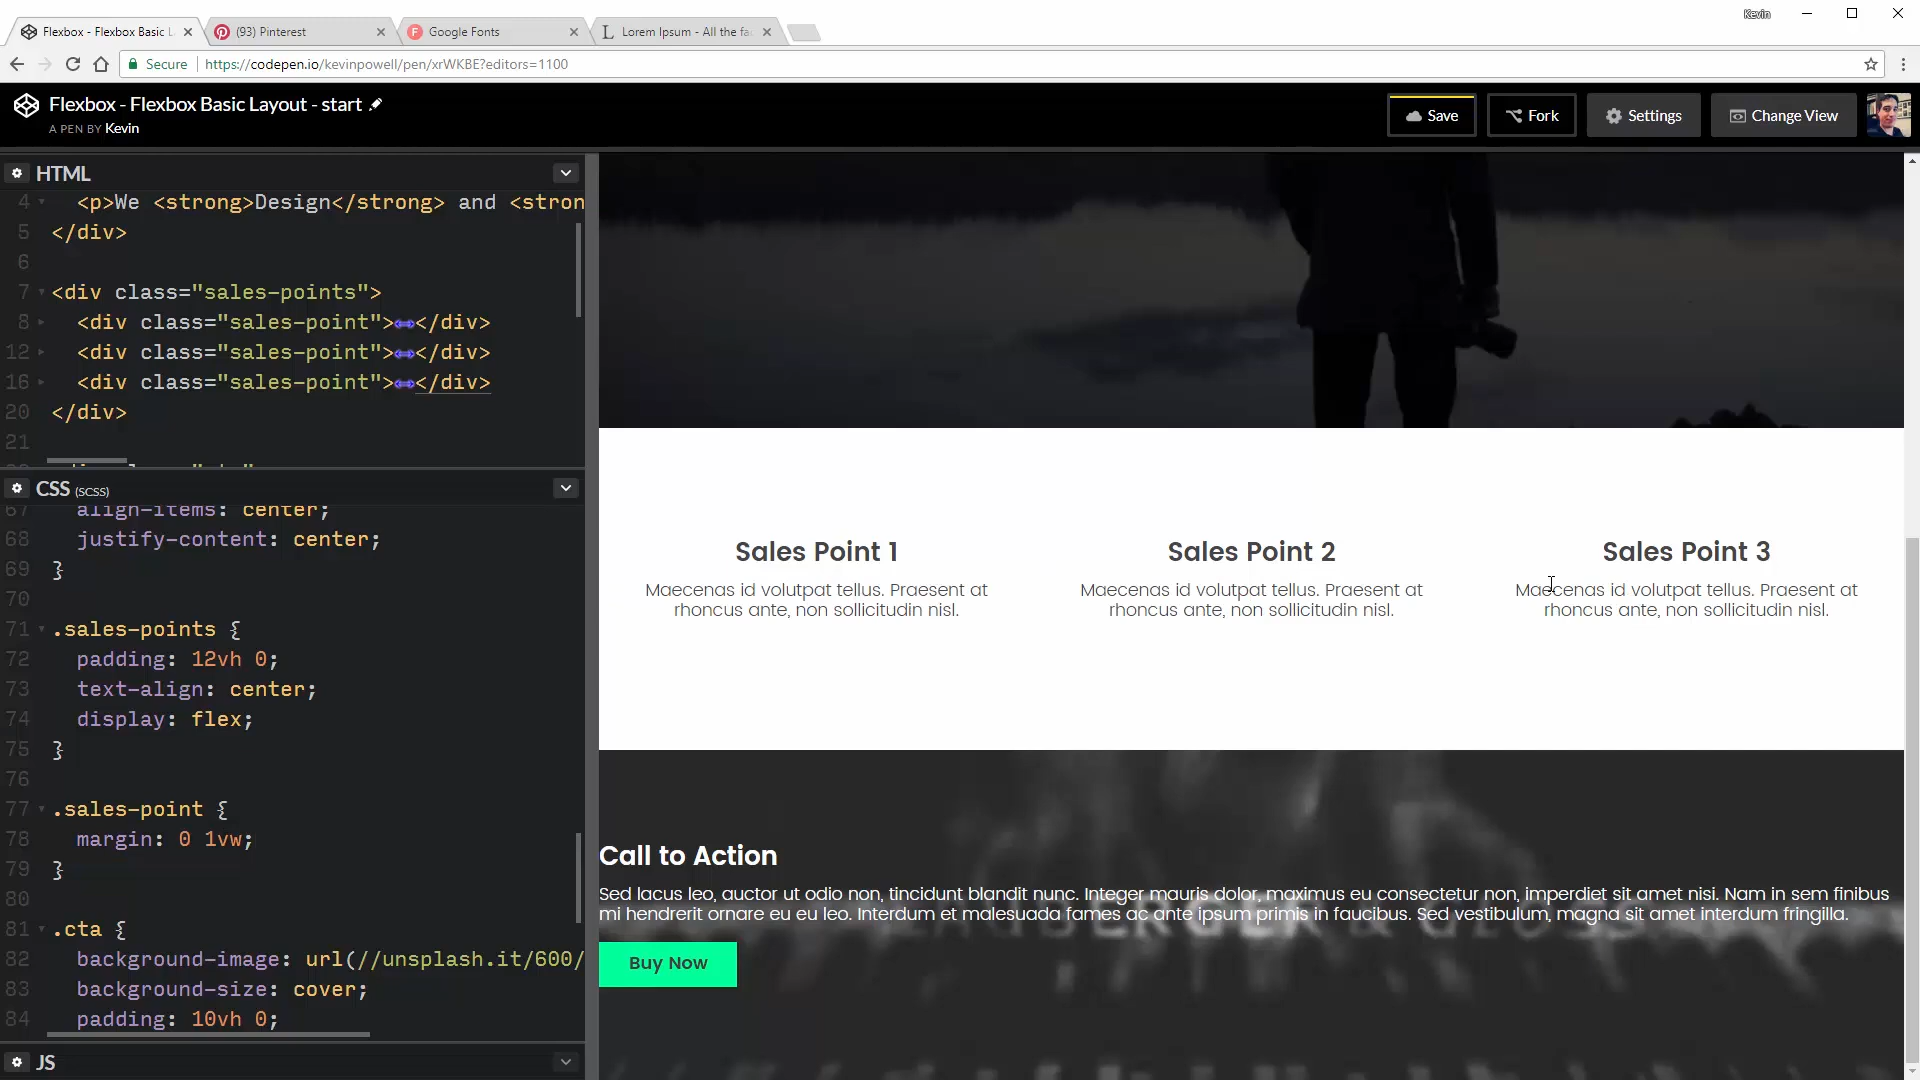 Kevin
Flexbox - Flexbox Basic L
(93) Pinterest
Google Fonts
Lorem Ipsum - All the fa
Secure
https://codepen.io/kevinpowell/pen/xrWKBE?editors=1100
Flexbox - Flexbox Basic Layout - start
A PEN BY Kevin
Save
Fork
Settings
Change View
HTML
4 <p>We <strong>Design</strong> and <stron
5 </div>
6
7 <div class="sales-points">
8 <div class="sales-point"></div>
12 <div class="sales-point"></div>
16 <div class="sales-point"></div>
20 </div>
21
CSS (SCSS)
67 align-items: center;
68 justify-content: center;
69 }
70
71 .sales-points {
72 padding: 12vh 0;
73 text-align: center;
74 display: flex;
75 }
76
77 .sales-point {
78 margin: 0 1vw;
79 }
80
81 .cta {
82 background-image: url(//unsplash.it/600/
83 background-size: cover;
84 padding: 10vh 0;
JS
Sales Point 1
Maecenas id volutpat tellus. Praesent at
rhoncus ante, non sollicitudin nisl.
Sales Point 2
Maecenas id volutpat tellus. Praesent at
rhoncus ante, non sollicitudin nisl.
Sales Point 3
Maecenas id volutpat tellus. Praesent at
rhoncus ante, non sollicitudin nisl.
Call to Action
Sed lacus leo, auctor ut odio non, tincidunt blandit nunc. Integer mauris dolor, maximus eu consectetur non, imperdiet sit amet nisi. Nam in sem finibus
mi hendrerit ornare eu eu leo. Interdum et malesuada fames ac ante ipsum primis in faucibus. Sed vestibulum, magna sit amet interdum fringilla.
Buy Now